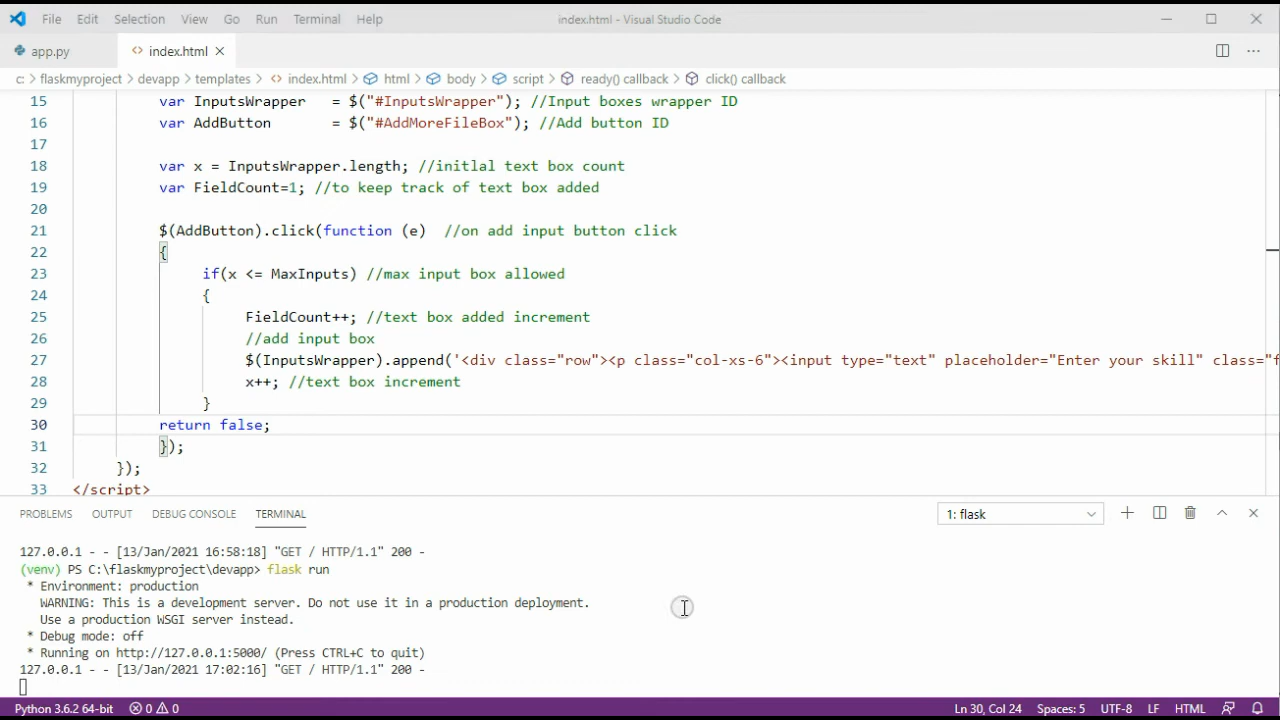 File Edit Selection View Go Run Terminal Help index.html - Visual Studio Code
app.py index.html
c: > flaskmyproject > devapp > templates > index.html > html > body > script > ready() callback > click() callback
15 var InputsWrapper = $("#InputsWrapper"); //Input boxes wrapper ID
16 var AddButton = $("#AddMoreFileBox"); //Add button ID
17
18 var x = InputsWrapper.length; //initlal text box count
19 var FieldCount=1; //to keep track of text box added
20
21 $(AddButton).click(function (e) //on add input button click
22 {
23 if(x <= MaxInputs) //max input box allowed
24 {
25 FieldCount++; //text box added increment
26 //add input box
27 $(InputsWrapper).append('<div class="row"><p class="col-xs-6"><input type="text" placeholder="Enter your skill" class="f
28 x++; //text box increment
29 }
30 return false;
31 });
32 });
33 </script>
PROBLEMS OUTPUT DEBUG CONSOLE TERMINAL 1: flask
127.0.0.1 - - [13/Jan/2021 16:58:18] "GET / HTTP/1.1" 200 -
(venv) PS C:\flaskmyproject\devapp> flask run
* Environment: production
WARNING: This is a development server. Do not use it in a production deployment.
Use a production WSGI server instead.
* Debug mode: off
* Running on http://127.0.0.1:5000/ (Press CTRL+C to quit)
127.0.0.1 - - [13/Jan/2021 17:02:16] "GET / HTTP/1.1" 200 -
Python 3.6.2 64-bit 0 0 Ln 30, Col 24 Spaces: 5 UTF-8 LF HTML